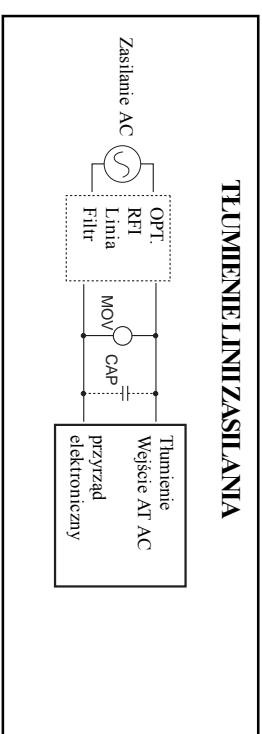 TŁUMIENIE LINII ZASILANIA
Zasilanie AC
OPT.
RFI
Linia
Filtr
MOV
CAP
Tłumienie
Wejście AT AC
przyrząd
elektroniczny